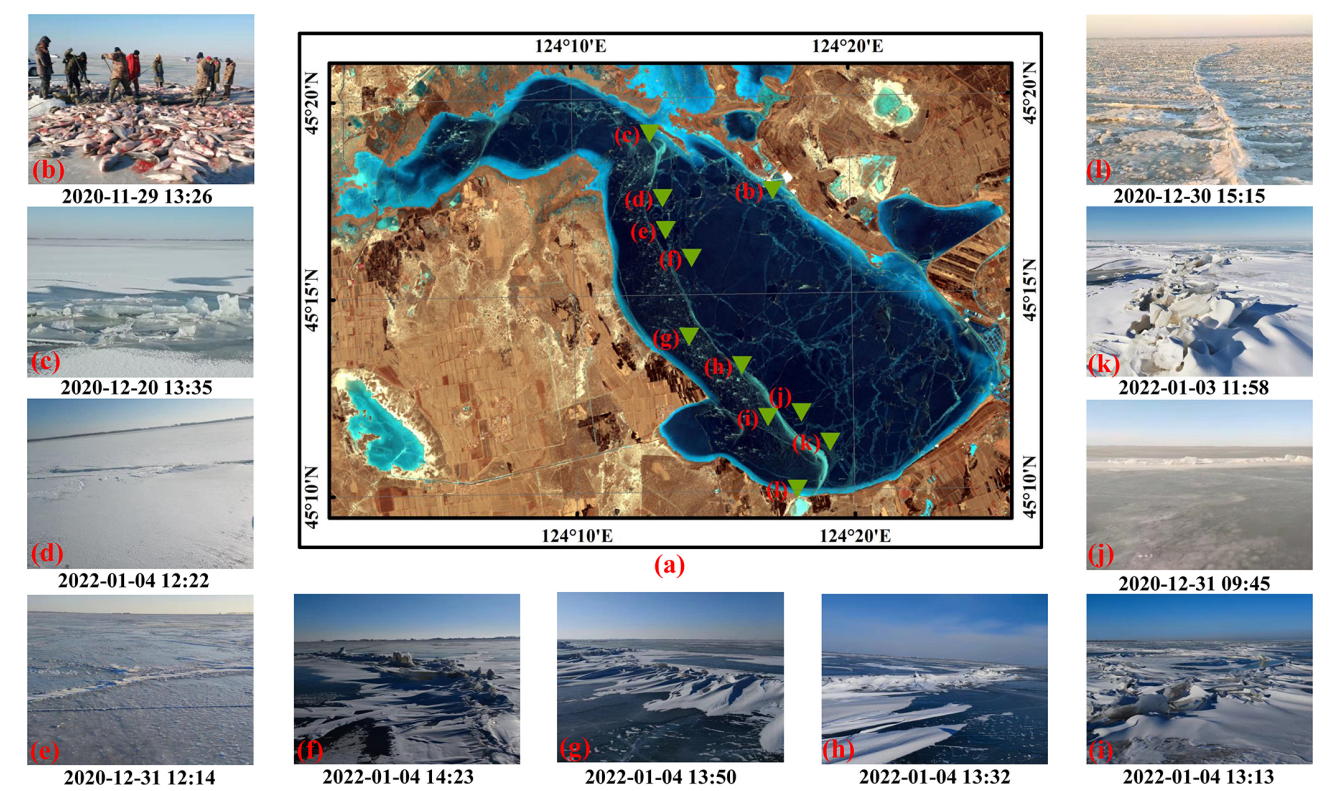 (b)
2020-11-29 13:26
(c)
2020-12-20 13:35
(d)
2022-01-04 12:22
(e)
2020-12-31 12:14
124°10'E
124°20'E
45°20'N
45°15'N
45°10'N
(c)
(b)
(d)
(e)
(f)
(g)
(h)
(j)
(i)
(k)
(l)
45°20'N
45°15'N
45°10'N
124°10'E
124°20'E
(a)
(f)
2022-01-04 14:23
(g)
2022-01-04 13:50
(h)
2022-01-04 13:32
(l)
2020-12-30 15:15
(k)
2022-01-03 11:58
(j)
2020-12-31 09:45
(i)
2022-01-04 13:13